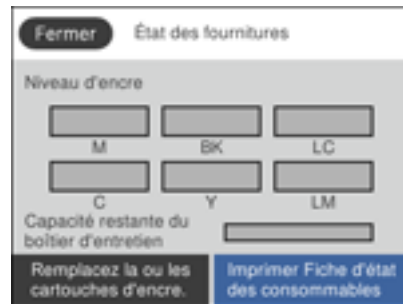 Fermer État des fournitures
Niveau d'encre
M BK LC
C Y LM
Capacité restante du
boîtier d'entretien
Remplacez la ou les
cartouches d'encre.
Imprimer Fiche d'état
des consommables